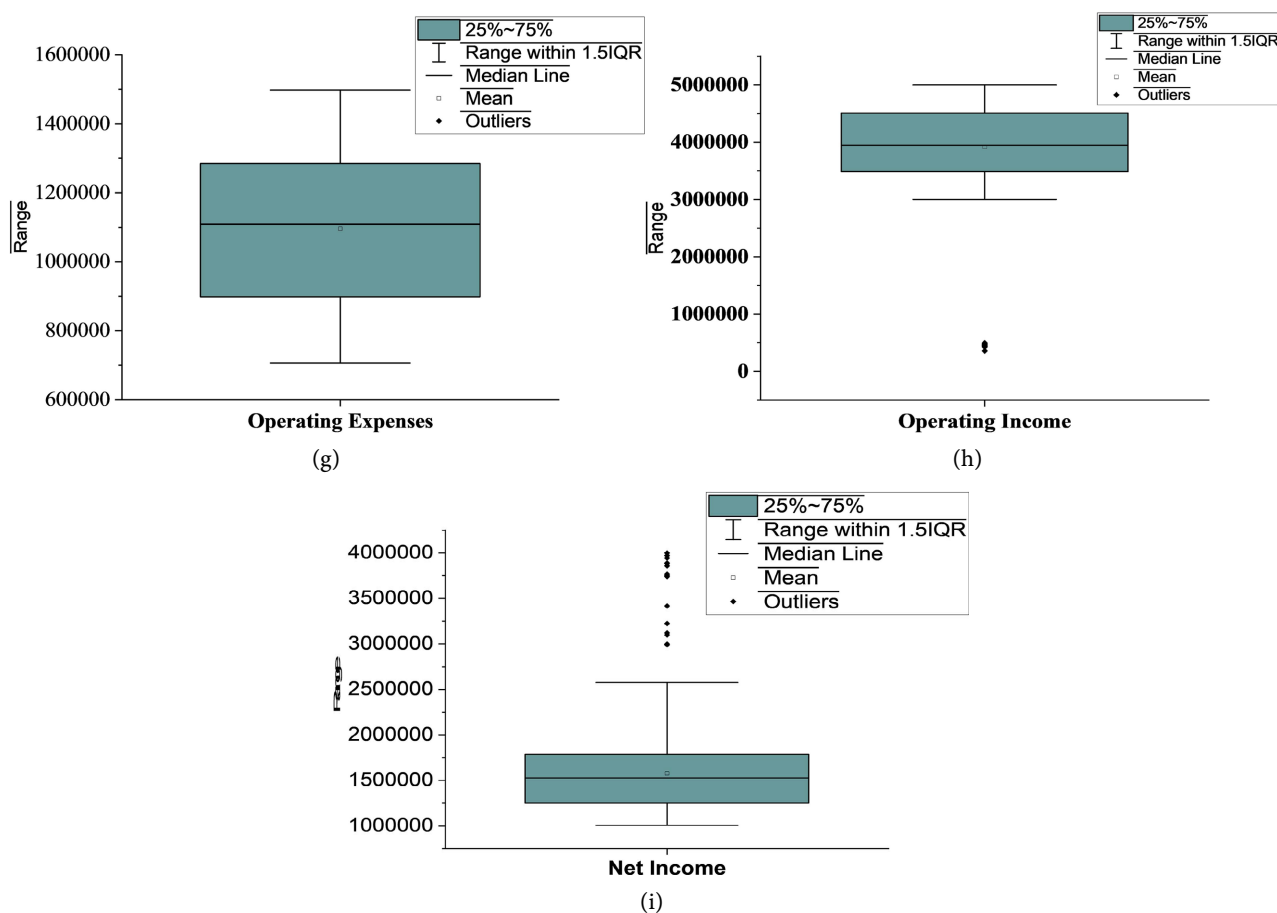 25%~75%
Range within 1.5IQR
Median Line
Mean
Outliers
1600000
1400000
1200000
1000000
800000
600000
Range
Operating Expenses
(g)
25%~75%
Range within 1.5IQR
Median Line
Mean
Outliers
5000000
4000000
3000000
2000000
1000000
0
Range
Operating Income
(h)
25%~75%
Range within 1.5IQR
Median Line
Mean
Outliers
4000000
3500000
3000000
2500000
2000000
1500000
1000000
Net Income
(i)